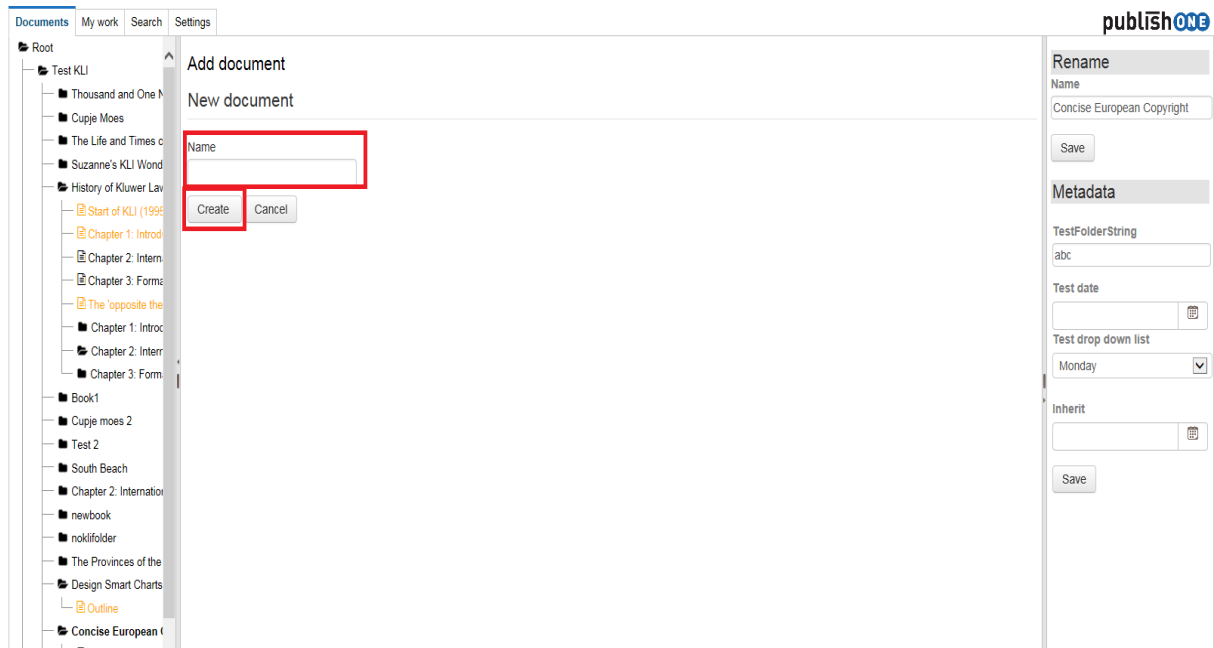 Documents My work Search Settings
publishONE
Root
Test KLI
Thousand and One N
Cupje Moes
The Life and Times o
Suzanne's KLI Wond
History of Kluwer Law
Start of KLI (1995
Chapter 1: Introd
Chapter 2: Intern
Chapter 3: Forma
The 'opposite the
Chapter 1: Introd
Chapter 2: Intern
Chapter 3: Form
Book1
Cupje moes 2
Test 2
South Beach
Chapter 2: Internation
newbook
noklifolder
The Provinces of the
Design Smart Charts
Outline
Concise European
Add document
New document
Name
Create Cancel
Rename
Name
Concise European Copyright
Save
Metadata
TestFolderString
abc
Test date
Test drop down list
Monday
Inherit
Save